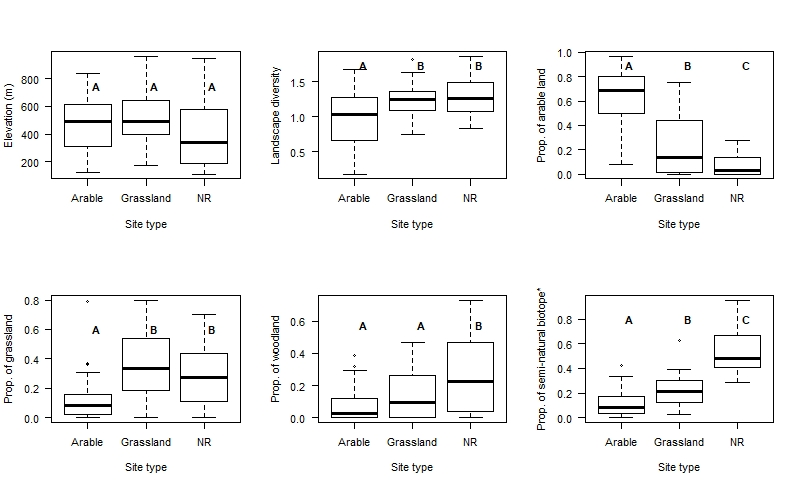 Elevation (m)
800
600
400
200
A A A
Arable Grassland NR
Site type
Landscape diversity
1.5
1.0
0.5
A B B
Arable Grassland NR
Site type
Prop. of arable land
1.0
0.8
0.6
0.4
0.2
0.0
A B C
Arable Grassland NR
Site type
Prop. of grassland
0.8
0.6
0.4
0.2
0.0
A B B
Arable Grassland NR
Site type
Prop. of woodland
0.6
0.4
0.2
0.0
A A B
Arable Grassland NR
Site type
Prop. of semi-natural biotope*
0.8
0.6
0.4
0.2
0.0
A B C
Arable Grassland NR
Site type